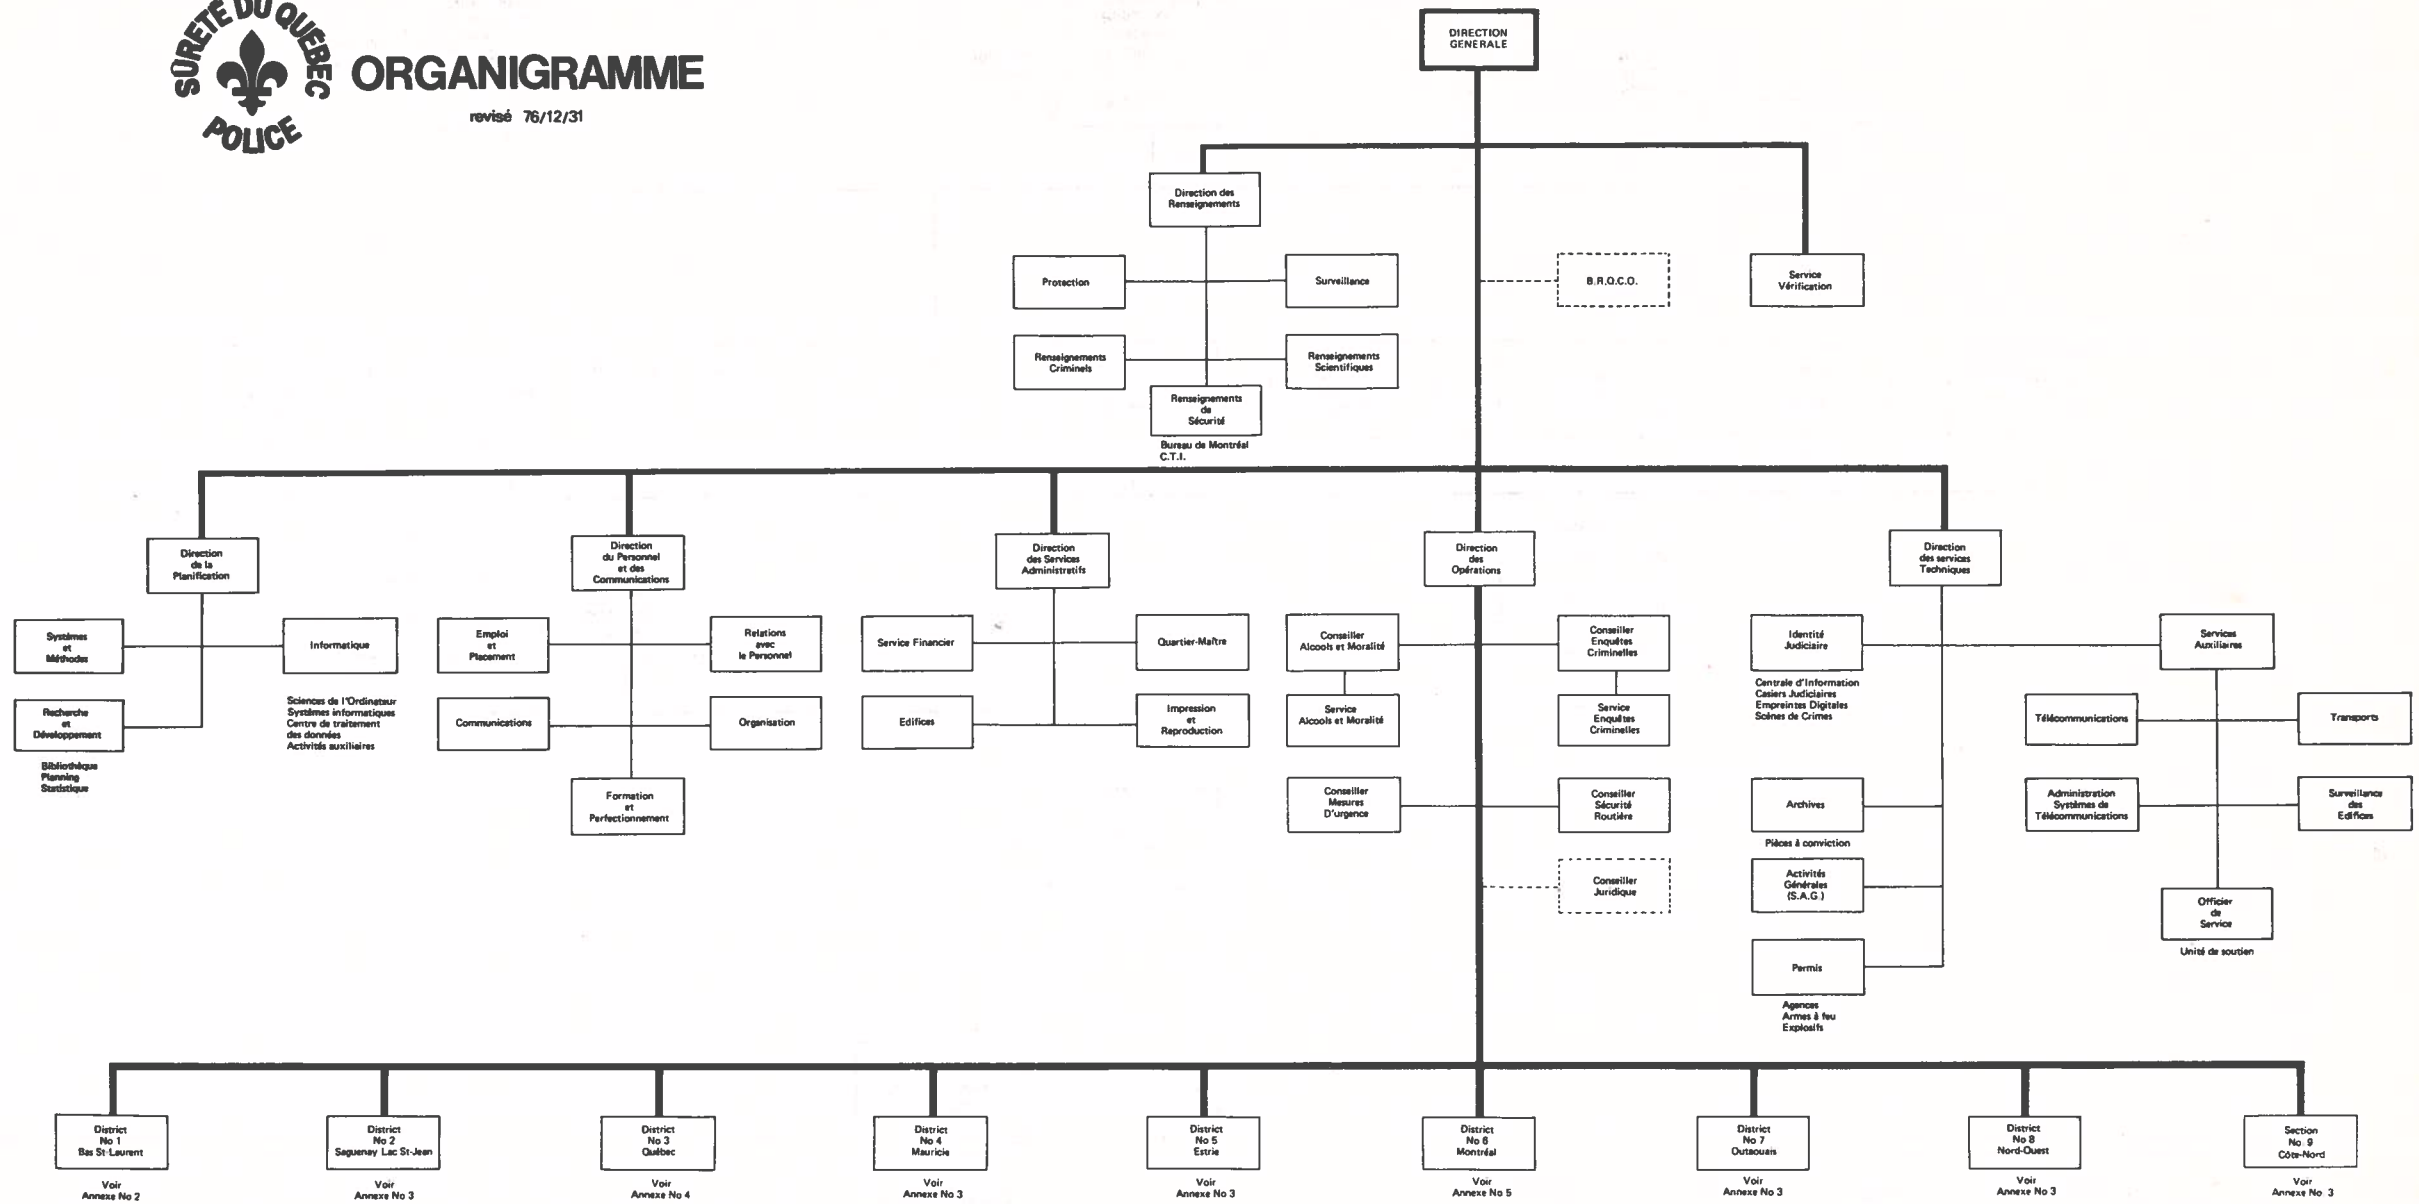 SÛRETÉ DU QUÉBEC
POLICE
ORGANIGRAMME
revisé 76/12/31
DIRECTION
GENERALE
Direction des
Renseignements
Protection
Surveillance
B.R.Q.C.O.
Service
Vérification
Renseignements
Criminels
Renseignements
Scientifiques
Renseignements
de
Sécurité
Bureau de Montréal
C.T.I.
Direction
de la
Planification
Direction
du Personnel
et des
Communications
Direction
des Services
Administratifs
Direction
des
Opérations
Direction
des services
Techniques
Systèmes
et
Méthodes
Informatique
Sciences de l'Ordinateur
Systèmes informatiques
Centre de traitement
des données
Activités auxiliaires
Recherche
et
Développement
Bibliothèque
Planning
Statistique
Emploi
et
Placement
Relations
avec
le Personnel
Communications
Organisation
Formation
et
Perfectionnement
Service Financier
Quartier-Maître
Edifices
Impression
et
Reproduction
Conseiller
Alcools et Moralité
Conseiller
Enquêtes
Criminelles
Service
Alcools et Moralité
Service
Enquêtes
Criminelles
Conseiller
Mesures
D'urgence
Conseiller
Sécurité
Routière
Conseiller
Juridique
Identité
Judiciaire
Centrale d'Information
Casiers Judiciaires
Empreintes Digitales
Scènes de Crimes
Services
Auxiliaires
Télécommunications
Transports
Archives
Pièces à conviction
Administration
Systèmes de
Télécommunications
Surveillance
des
Edifices
Activités
Générales
(S.A.G.)
Officier
de
Service
Unité de soutien
Permis
Agences
Armes à feu
Explosifs
District
No 1
Bas St-Laurent
Voir
Annexe No 2
District
No 2
Saguenay Lac St-Jean
Voir
Annexe No 3
District
No 3
Québec
Voir
Annexe No 4
District
No 4
Mauricie
Voir
Annexe No 3
District
No 5
Estrie
Voir
Annexe No 3
District
No 6
Montréal
Voir
Annexe No 5
District
No 7
Outaouais
Voir
Annexe No 3
District
No 8
Nord-Ouest
Voir
Annexe No 3
Section
No. 9
Côte-Nord
Voir
Annexe No 3